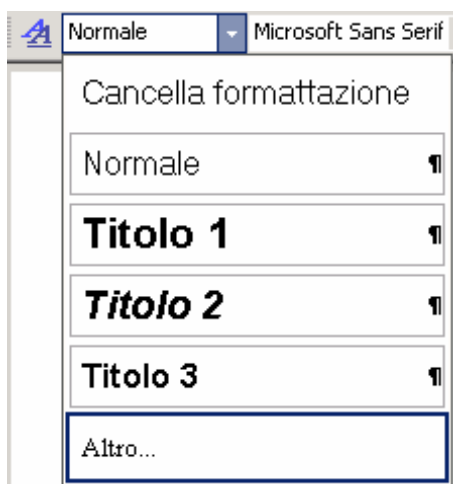 Normale Microsoft Sans Serif
Cancella formattazione
Normale ¶
Titolo 1 ¶
Titolo 2 ¶
Titolo 3 ¶
Altro...